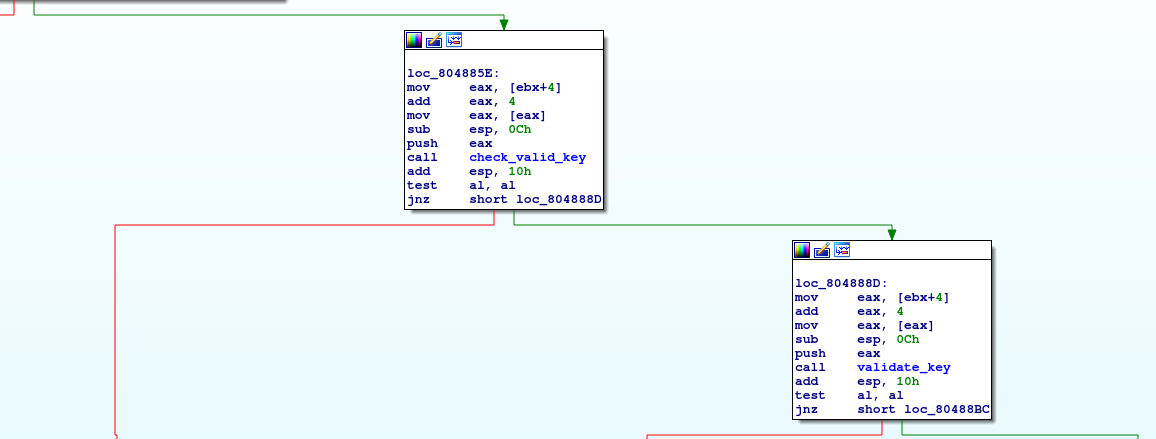 loc_804885E:
mov eax, [ebx+4]
add eax, 4
mov eax, [eax]
sub esp, 0Ch
push eax
call check_valid_key
add esp, 10h
test al, al
jnz short loc_804888D
loc_804888D:
mov eax, [ebx+4]
add eax, 4
mov eax, [eax]
sub esp, 0Ch
push eax
call validate_key
add esp, 10h
test al, al
jnz short loc_80488BC